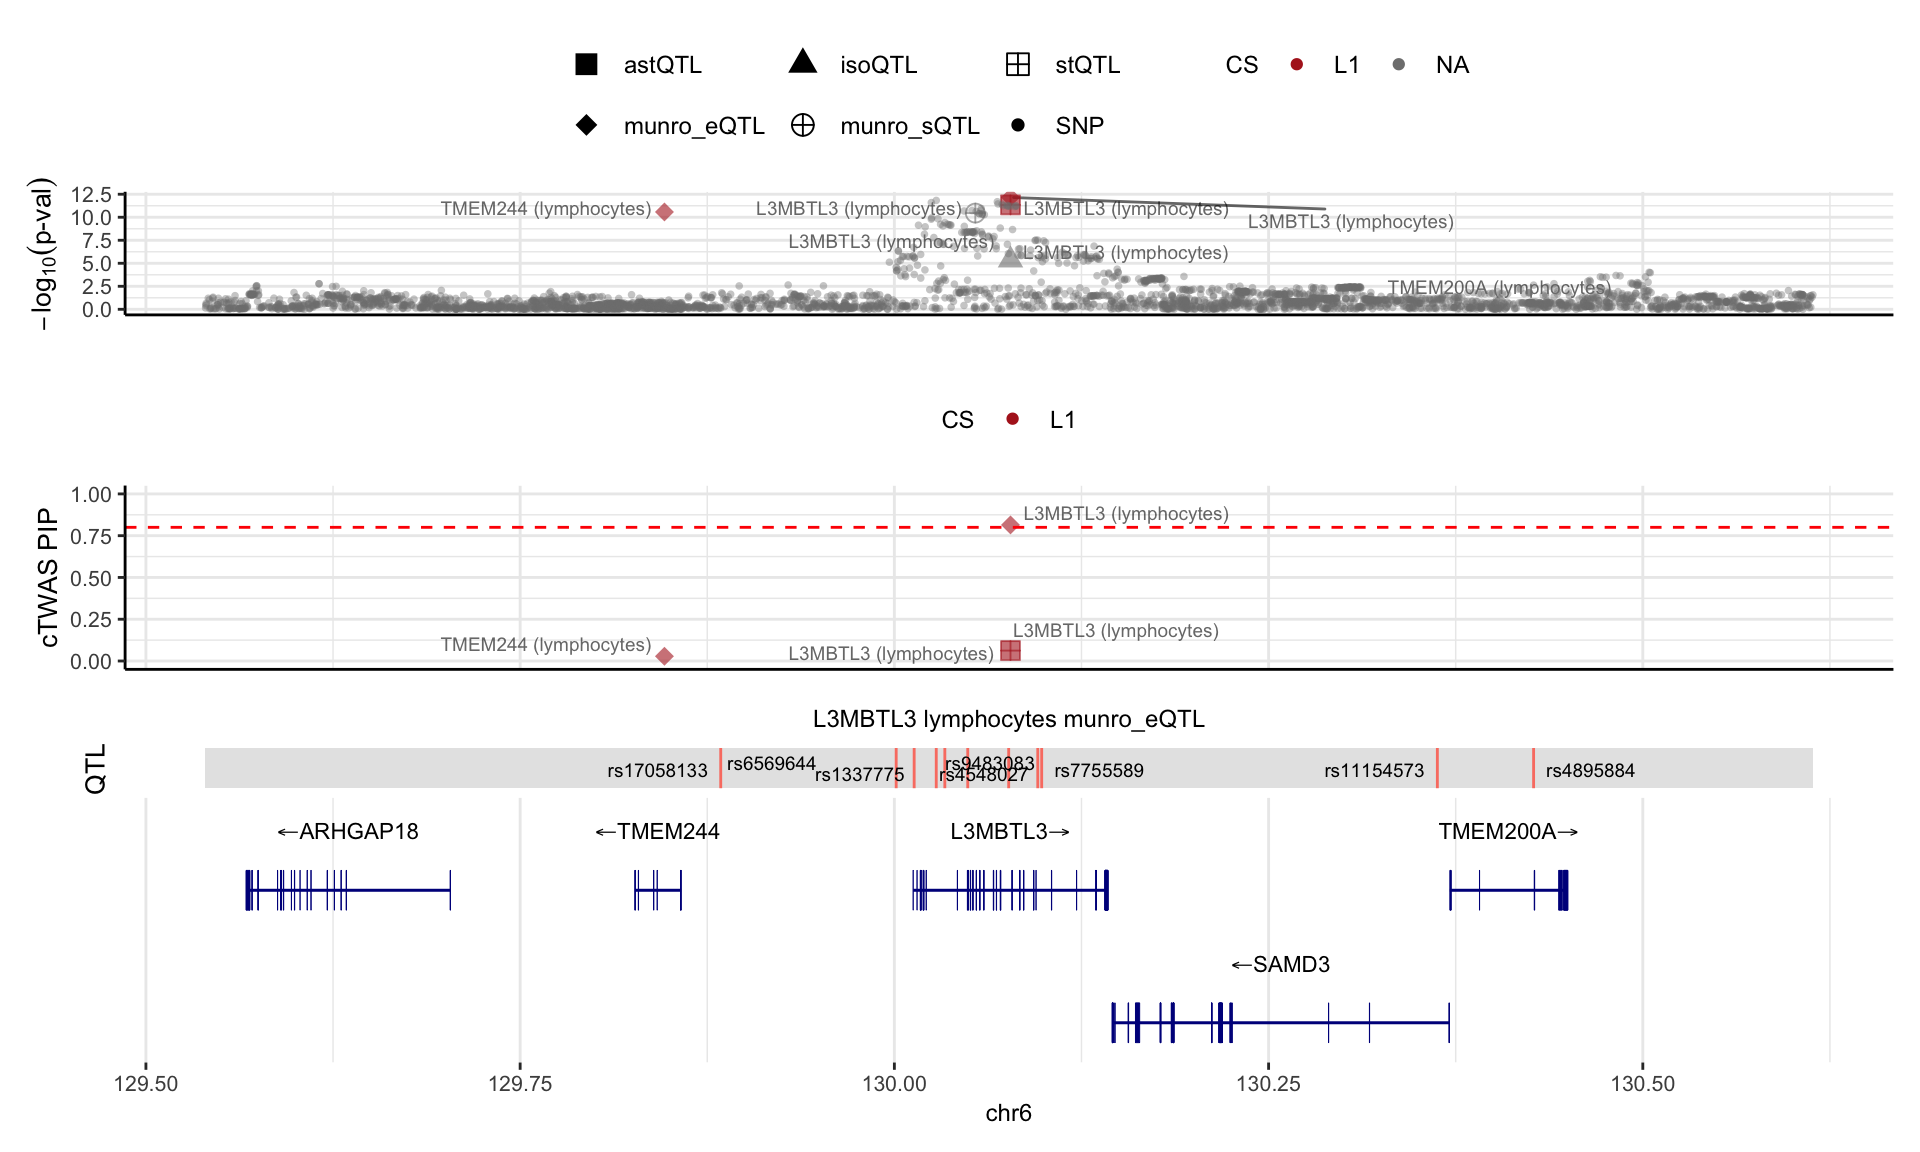 astQTL isoQTL stQTL CS L1 NA
munro_eQTL munro_sQTL SNP
−log10(p-val)
12.5
10.0
7.5
5.0
2.5
0.0
TMEM244 (lymphocytes)
L3MBTL3 (lymphocytes)
L3MBTL3 (lymphocytes)
L3MBTL3 (lymphocytes)
L3MBTL3 (lymphocytes)
L3MBTL3 (lymphocytes)
TMEM200A (lymphocytes)
CS L1
cTWAS PIP
1.00
0.75
0.50
0.25
0.00
L3MBTL3 (lymphocytes)
L3MBTL3 (lymphocytes)
TMEM244 (lymphocytes)
L3MBTL3 (lymphocytes)
L3MBTL3 lymphocytes munro_eQTL
QTL
rs17058133
rs6569644
rs1337775
rs9483083
rs4548027
rs7755589
rs11154573
rs4895884
←ARHGAP18
←TMEM244
L3MBTL3→
TMEM200A→
←SAMD3
129.50 129.75 130.00 130.25 130.50
chr6